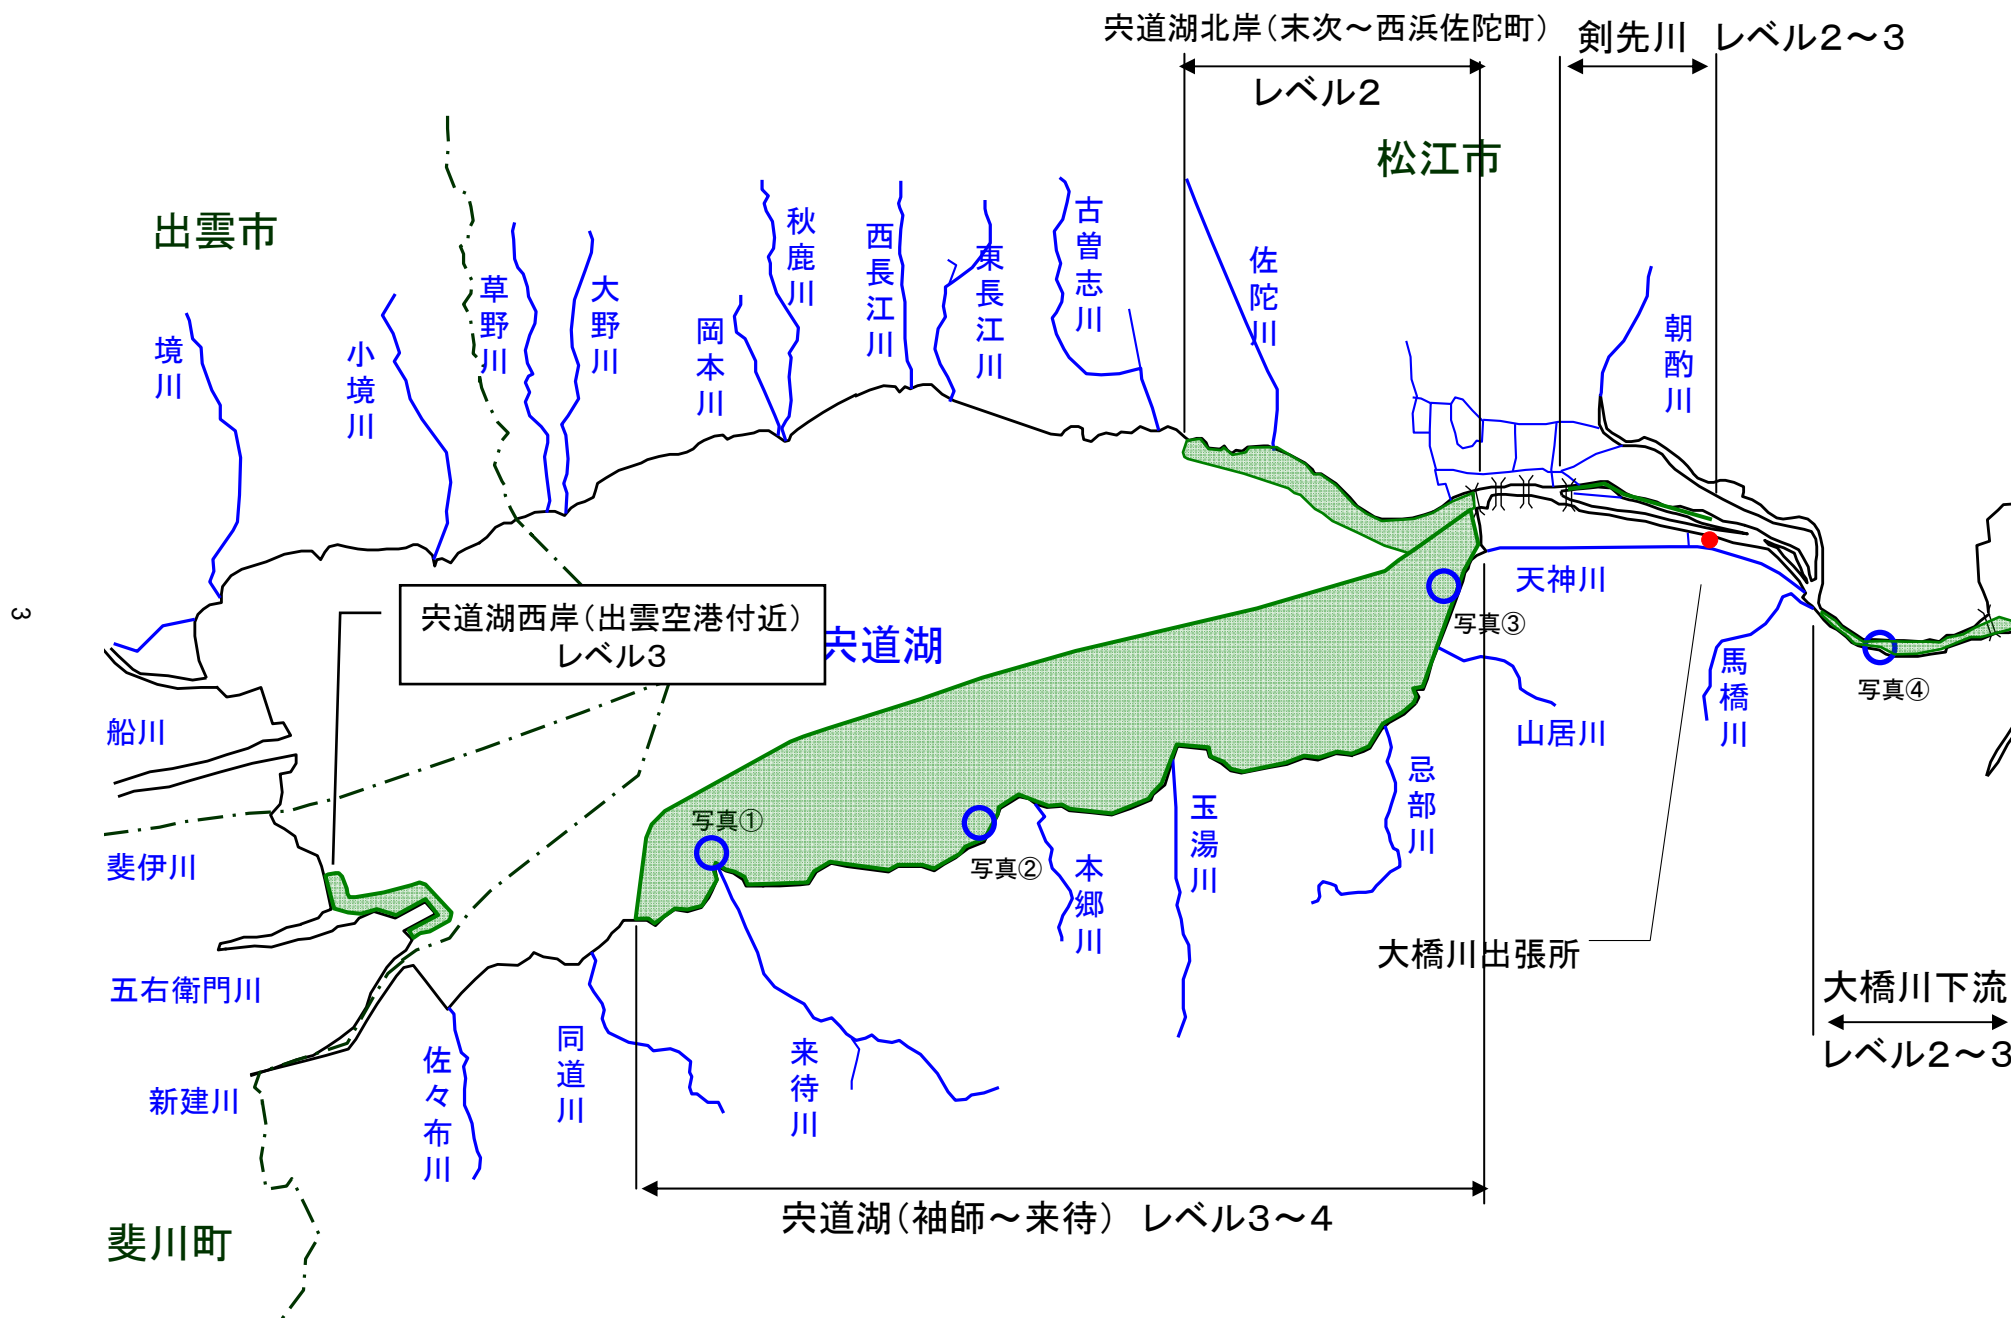 宍道湖北岸（末次～西浜佐陀町）
レベル２
剣先川　レベル２～３
松江市
出雲市
境川
小境川
草野川
大野川
岡本川
秋鹿川
西長江川
東長江川
古曽志川
佐陀川
朝酌川
宍道湖西岸（出雲空港付近）
レベル３
宍道湖
天神川
写真③
写真④
山居川
馬橋川
船川
写真①
写真②
斐伊川
本郷川
玉湯川
忌部川
大橋川出張所
五右衛門川
大橋川下流
レベル２～３
新建川
佐々布川
同道川
来待川
宍道湖（袖師～来待）　レベル３～４
斐川町
3